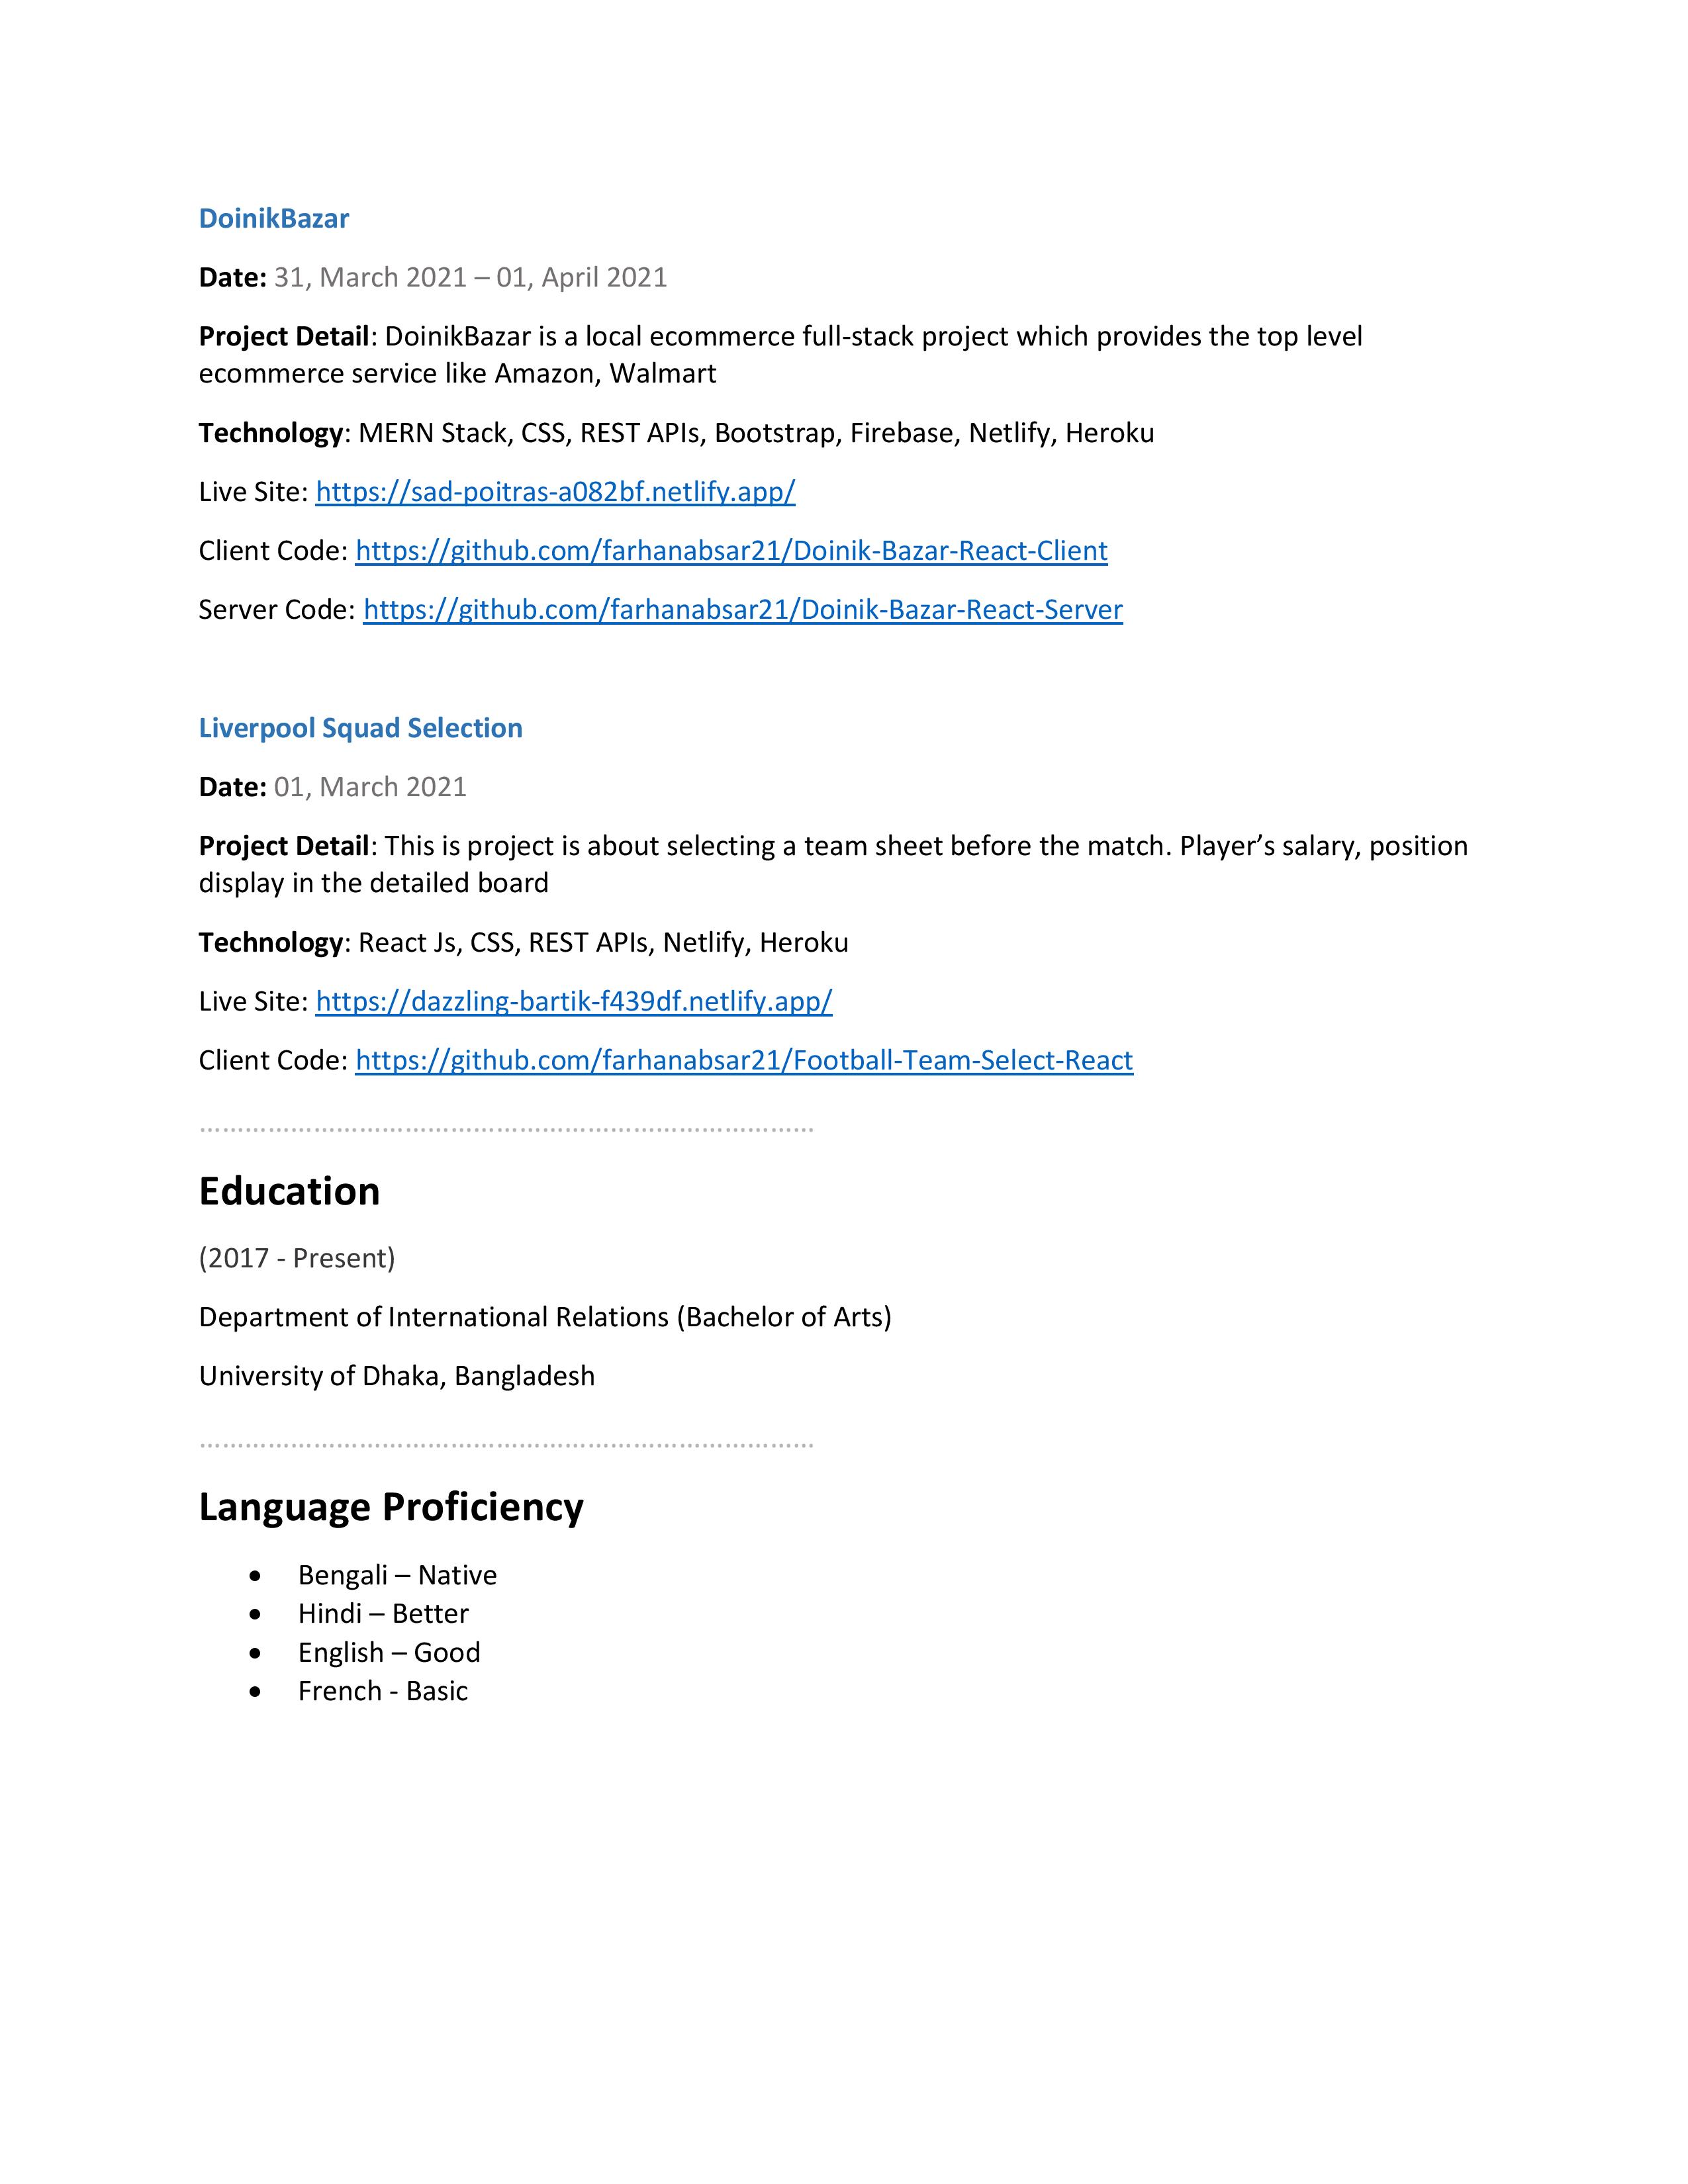 DoinikBazar
Date: 31, March 2021 – 01, April 2021
Project Detail: DoinikBazar is a local ecommerce full-stack project which provides the top level
ecommerce service like Amazon, Walmart
Technology: MERN Stack, CSS, REST APIs, Bootstrap, Firebase, Netlify, Heroku
Live Site: https://sad-poitras-a082bf.netlify.app/
Client Code: https://github.com/farhanabsar21/Doinik-Bazar-React-Client
Server Code: https://github.com/farhanabsar21/Doinik-Bazar-React-Server
Liverpool Squad Selection
Date: 01, March 2021
Project Detail: This is project is about selecting a team sheet before the match. Player’s salary, position
display in the detailed board
Technology: React Js, CSS, REST APIs, Netlify, Heroku
Live Site: https://dazzling-bartik-f439df.netlify.app/
Client Code: https://github.com/farhanabsar21/Football-Team-Select-React
………………………………………………………………………
Education
(2017 - Present)
Department of International Relations (Bachelor of Arts)
University of Dhaka, Bangladesh
………………………………………………………………………
Language Proficiency
• Bengali – Native
• Hindi – Better
• English – Good
• French - Basic